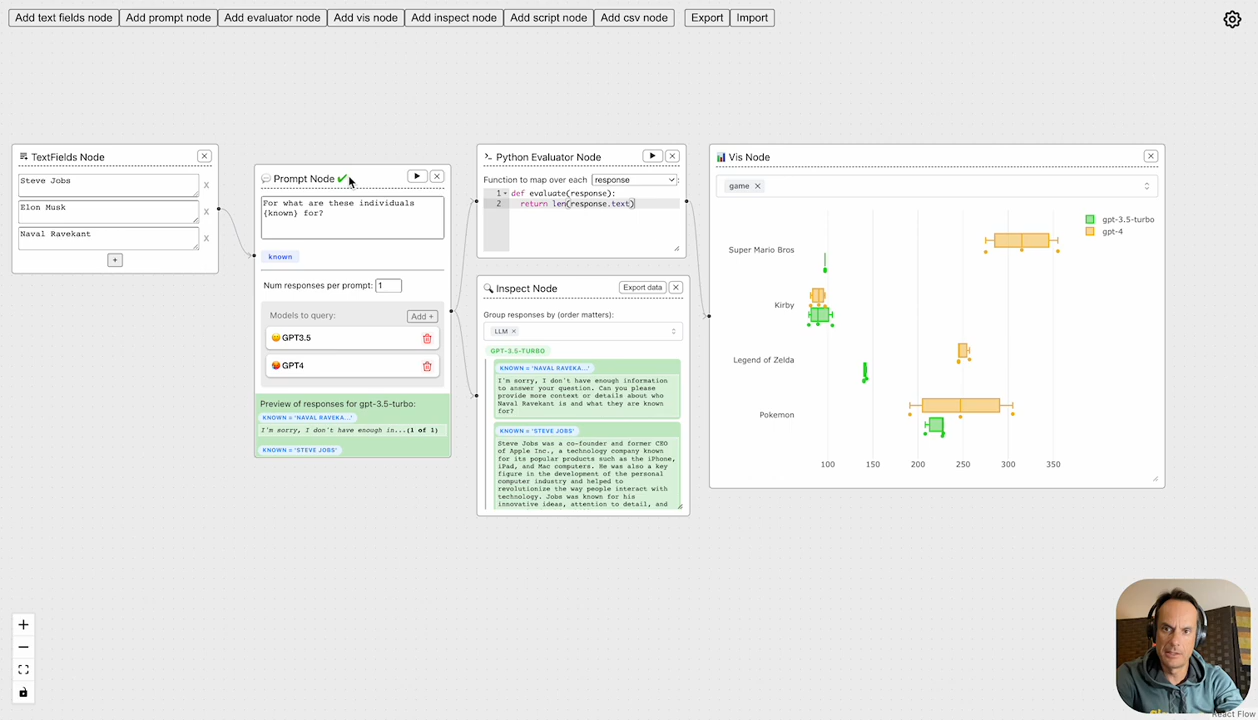 Add text fields node Add prompt node Add evaluator node Add vis node Add inspect node Add script node Add csv node Export Import
TextFields Node
Steve Jobs
X
Elon Musk
X
Naval Ravekant
X
+
Prompt Node
For what are these individuals
{known} for?
known
Num responses per prompt: 1
Models to query: Add +
GPT3.5
GPT4
Preview of responses for gpt-3.5-turbo:
KNOWN = 'NAVAL RAVEKA...'
I'm sorry, I don't have enough in...(1 of 1)
KNOWN = 'STEVE JOBS'
Python Evaluator Node
Function to map over each response :
1 def evaluate(response):
2 return len(response.text)
Inspect Node Export data
Group responses by (order matters):
LLM ×
GPT-3.5-TURBO
KNOWN = 'NAVAL RAVEKA...'
I'm sorry, I don't have enough information
to answer your question. Can you please
provide more context or details about who
Naval Ravekant is and what they are known
for?
KNOWN = 'STEVE JOBS'
Steve Jobs was a co-founder and former CEO
of Apple Inc., a technology company known
for its popular products such as the iPhone,
iPad, and Mac computers. He was also a key
figure in the development of the personal
computer industry and helped to
revolutionize the way people interact with
technology. Jobs was known for his
innovative ideas, attention to detail, and
Vis Node
game ×
gpt-3.5-turbo
gpt-4
Super Mario Bros
Kirby
Legend of Zelda
Pokemon
100 150 200 250 300 350
React Flow